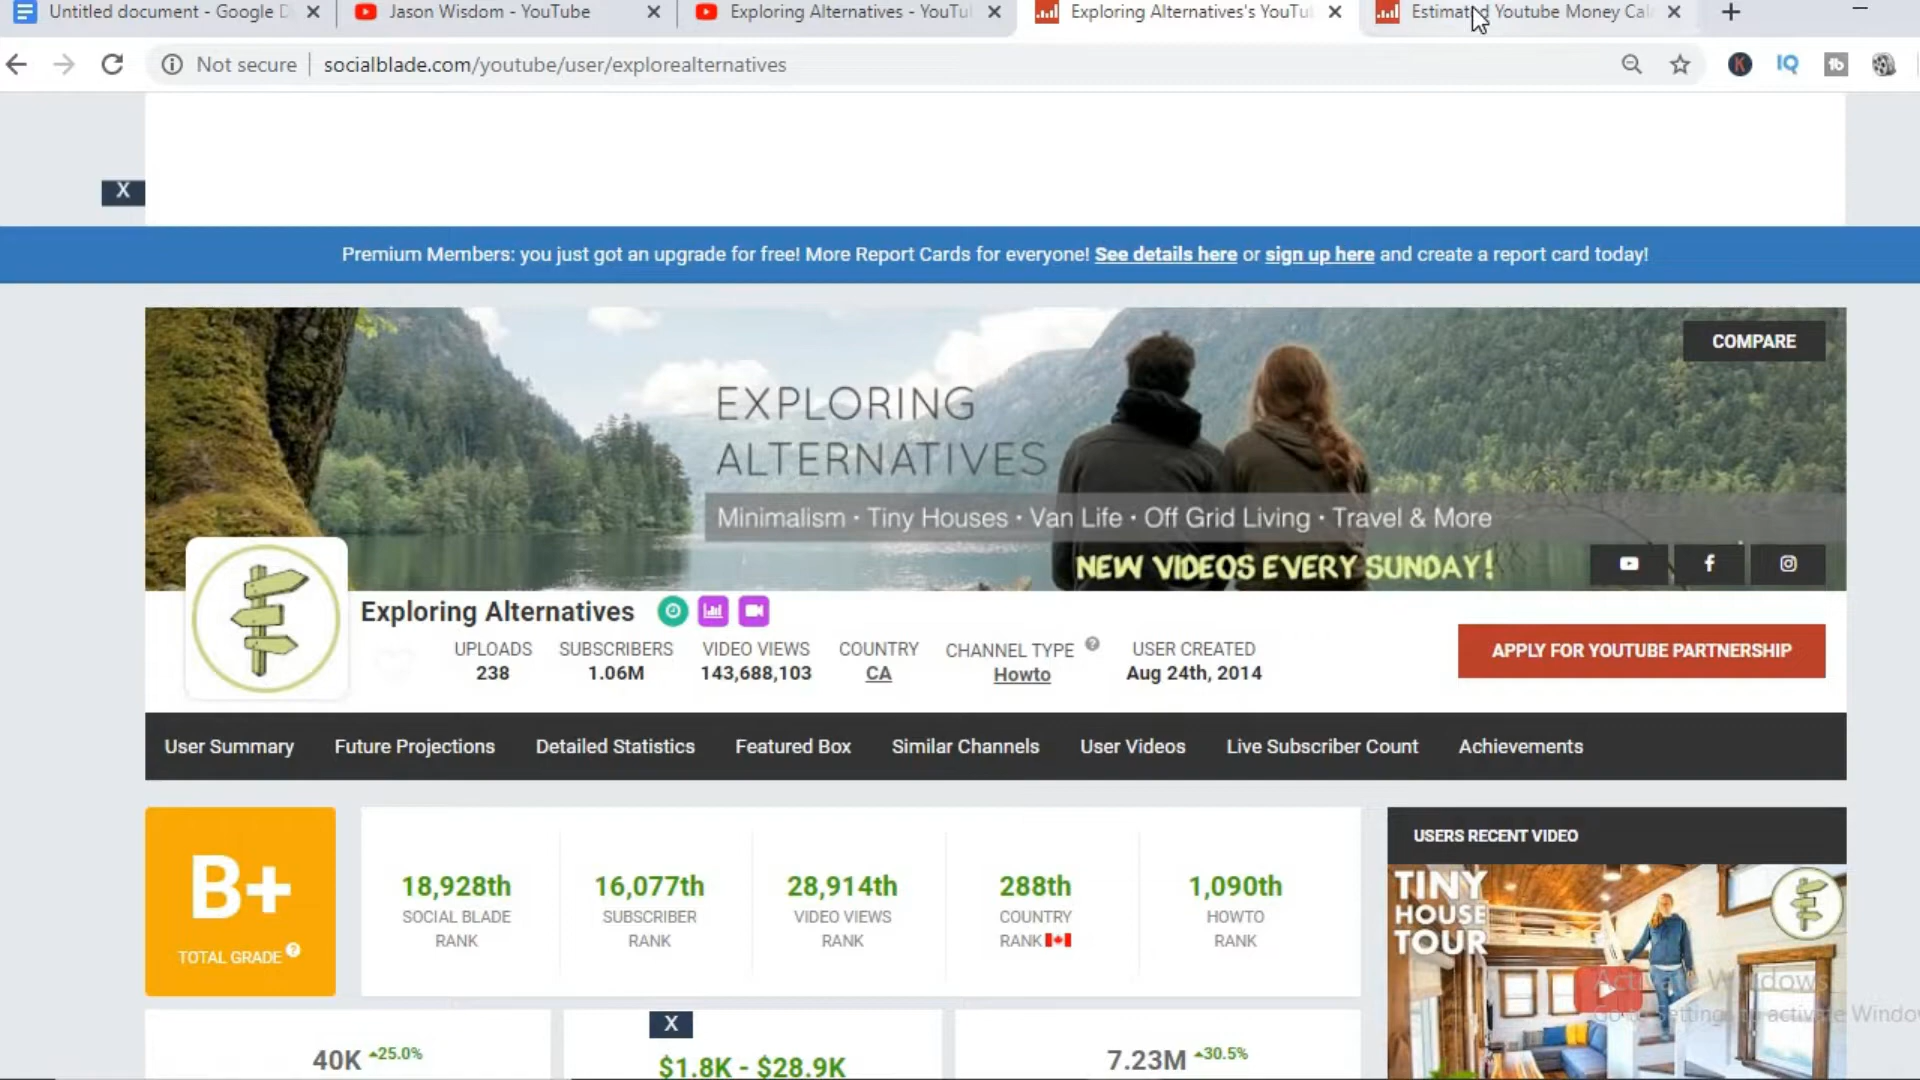 Untitled document - Google D
Jason Wisdom - YouTube
Exploring Alternatives - YouTu
Exploring Alternatives's YouTu
Estimated Youtube Money Cal
Not secure
socialblade.com/youtube/user/explorealternatives
IQ
K
tb
X
Premium Members: you just got an upgrade for free! More Report Cards for everyone! See details here or sign up here and create a report card today!
COMPARE
EXPLORING
ALTERNATIVES
Minimalism · Tiny Houses · Van Life · Off Grid Living · Travel & More
NEW VIDEOS EVERY SUNDAY!
Exploring Alternatives
UPLOADS SUBSCRIBERS VIDEO VIEWS COUNTRY CHANNEL TYPE ? USER CREATED
238 1.06M 143,688,103 CA Howto Aug 24th, 2014
APPLY FOR YOUTUBE PARTNERSHIP
User Summary Future Projections Detailed Statistics Featured Box Similar Channels User Videos Live Subscriber Count Achievements
B+
TOTAL GRADE ?
18,928th 16,077th 28,914th 288th 1,090th
SOCIAL BLADE SUBSCRIBER VIDEO VIEWS COUNTRY HOWTO
RANK RANK RANK RANK RANK
USERS RECENT VIDEO
TINY
HOUSE
TOUR
Activate Windows
Go to Settings to activate Windo
X
40K 25.0%
$1.8K - $28.9K
7.23M 30.5%